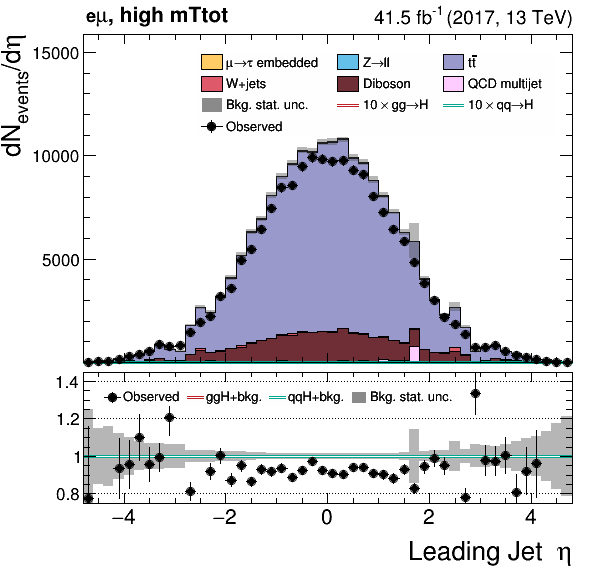 eμ, high mTtot 41.5 fb⁻¹ (2017, 13 TeV)
dN_events/dη
15000
10000
5000
μ→τ embedded Z→ll tt̄
W+jets Diboson QCD multijet
Bkg. stat. unc. 10 × gg→H 10 × qq→H
Observed
1.4
1.2
1
0.8
Observed ggH+bkg. qqH+bkg. Bkg. stat. unc.
−4 −2 0 2 4
Leading Jet η